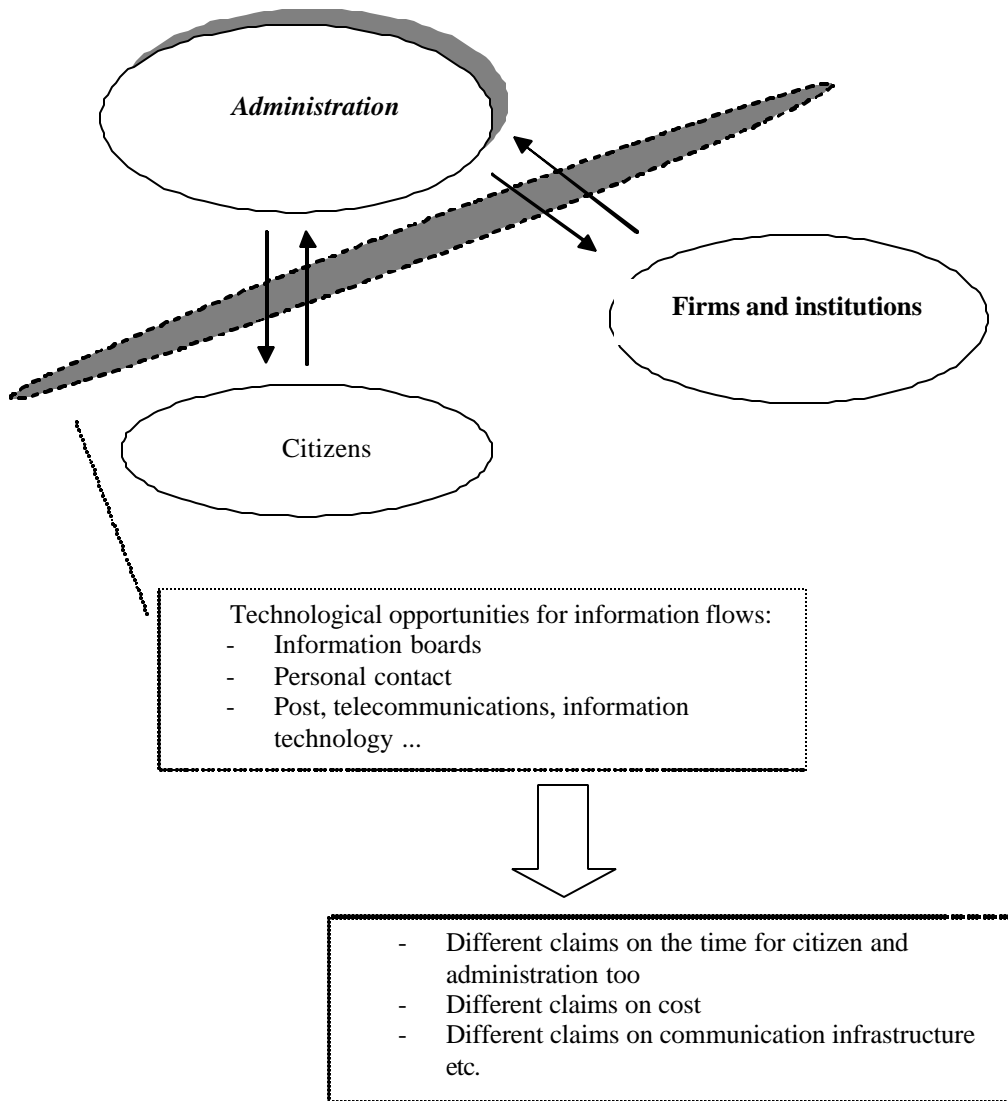 Administration
Firms and institutions
Citizens
Technological opportunities for information flows:
- Information boards
- Personal contact
- Post, telecommunications, information
technology ...
- Different claims on the time for citizen and
administration too
- Different claims on cost
- Different claims on communication infrastructure
etc.